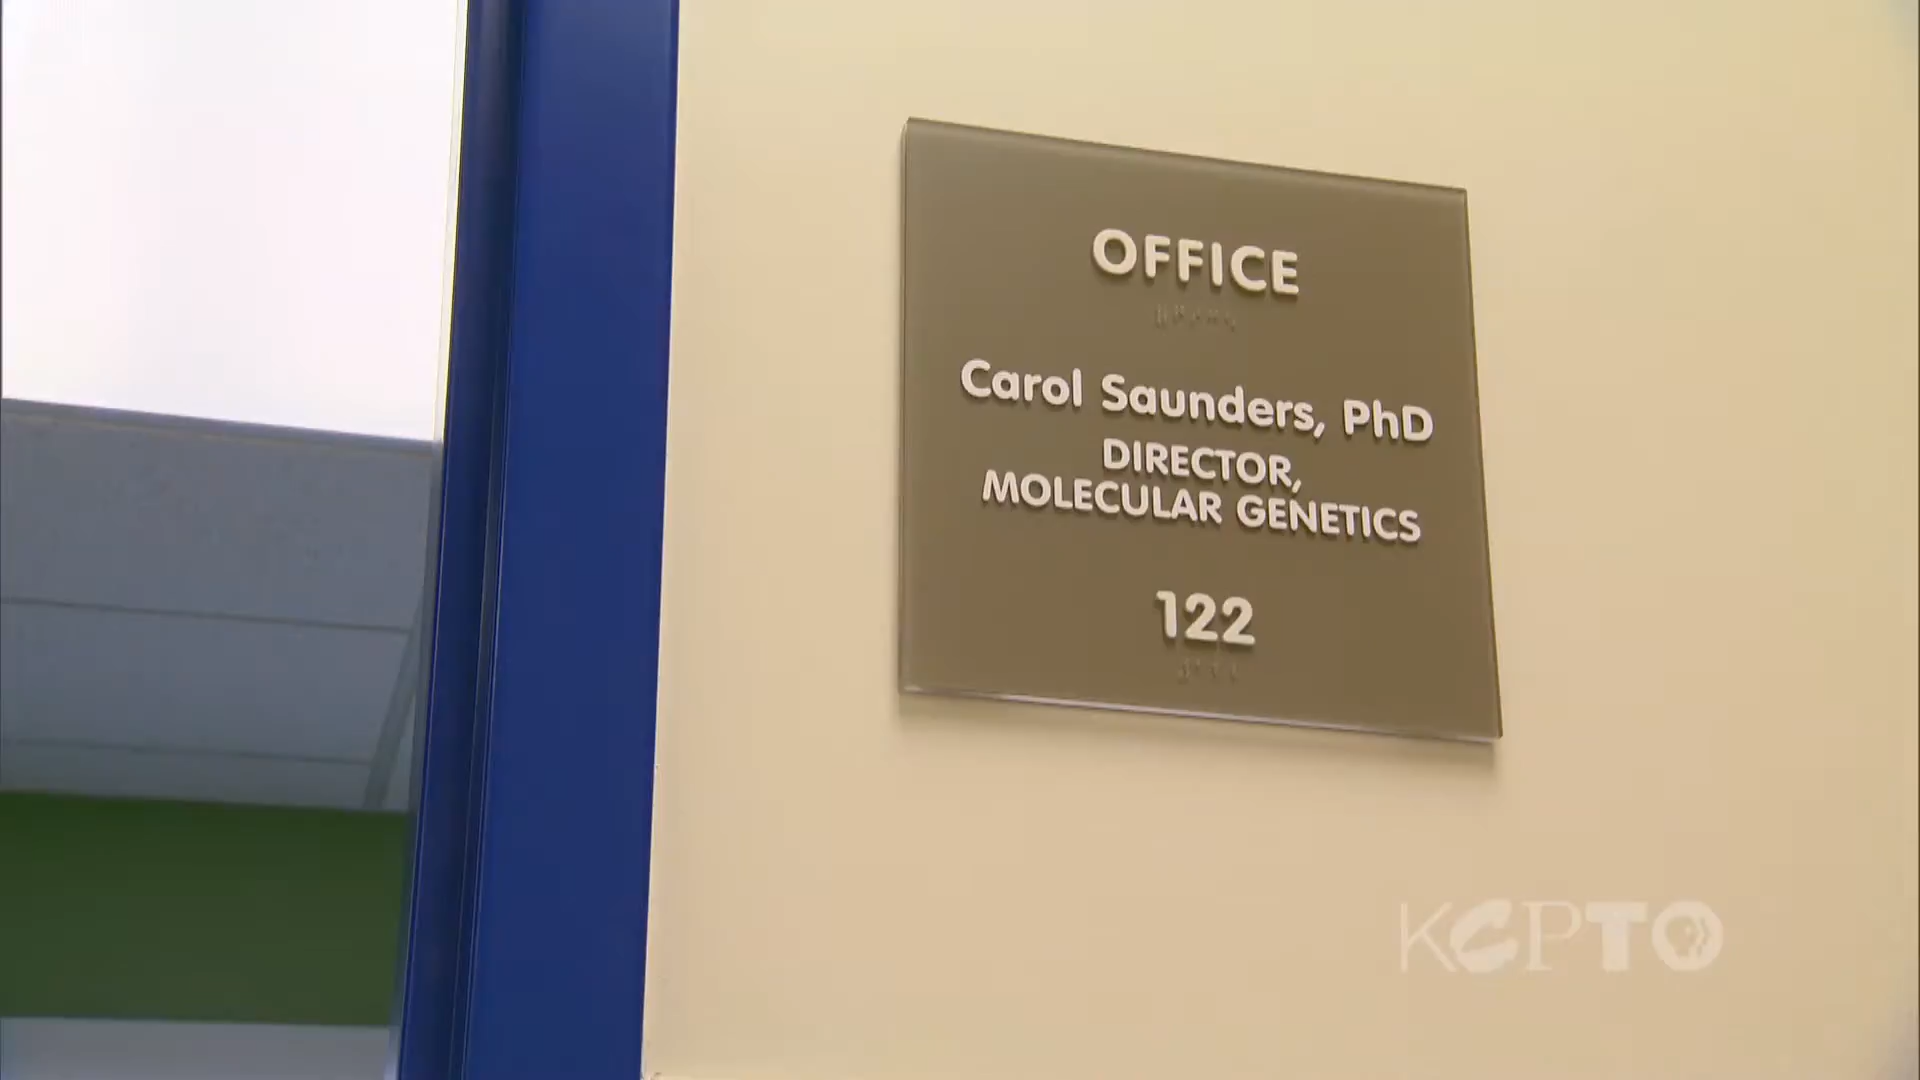 OFFICE
Carol Saunders, PhD
DIRECTOR,
MOLECULAR GENETICS
122
KCPT